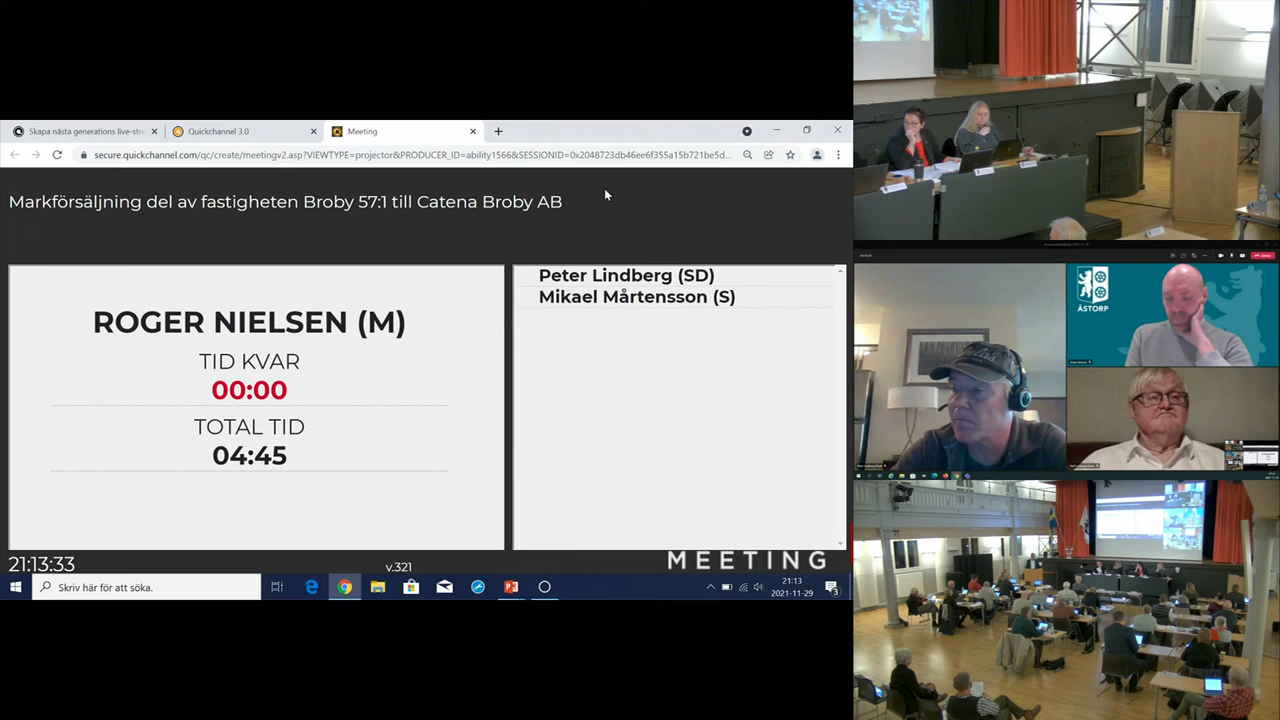 Skapa nästa generations live-stre
Quickchannel 3.0
Meeting
secure.quickchannel.com/qc/create/meetingv2.asp?VIEWTYPE=projector&PRODUCER_ID=ability1566&SESSIONID=0x2048723db46ee6f355a15b721be5d...
Markförsäljning del av fastigheten Broby 57:1 till Catena Broby AB
ROGER NIELSEN (M)
TID KVAR
00:00
TOTAL TID
04:45
Peter Lindberg (SD)
Mikael Mårtensson (S)
21:13:33
v.321
MEETING
Skriv här för att söka.
21:13
2021-11-29
3
ÅSTORP